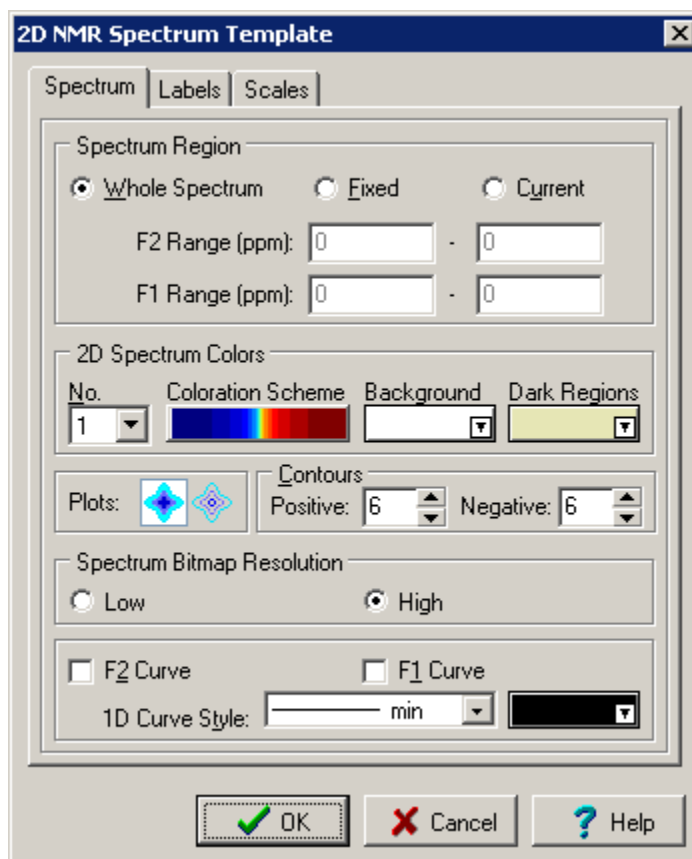 2D NMR Spectrum Template
Spectrum Labels Scales
Spectrum Region
Whole Spectrum Fixed Current
F2 Range (ppm): 0 - 0
F1 Range (ppm): 0 - 0
2D Spectrum Colors
No. Coloration Scheme Background Dark Regions
1
Plots: Contours
Positive: 6 Negative: 6
Spectrum Bitmap Resolution
Low High
F2 Curve F1 Curve
1D Curve Style: min
OK Cancel Help